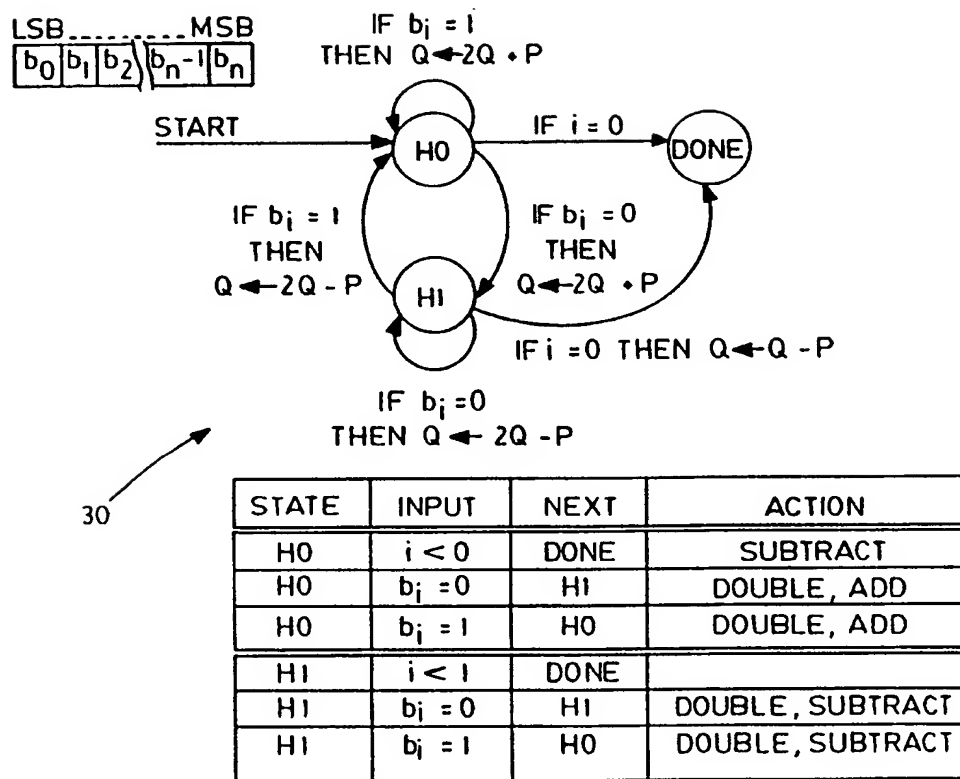 LSB.........MSB
b0 b1 b2 bn-1 bn
IF bi = 1
THEN Q ← 2Q + P
START
H0
IF i = 0
DONE
IF bi = 1
THEN
Q ← 2Q - P
IF bi = 0
THEN
Q ← 2Q + P
H1
IF i = 0 THEN Q ← Q - P
IF bi = 0
THEN Q ← 2Q - P
30
STATE INPUT NEXT ACTION
H0 i < 0 DONE SUBTRACT
H0 bi = 0 H1 DOUBLE, ADD
H0 bi = 1 H0 DOUBLE, ADD
H1 i < 1 DONE
H1 bi = 0 H1 DOUBLE, SUBTRACT
H1 bi = 1 H0 DOUBLE, SUBTRACT